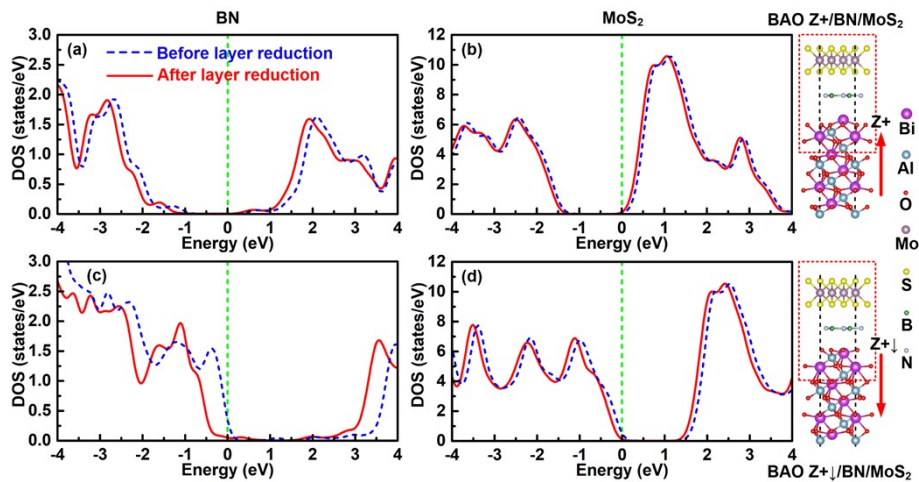 BN
MoS₂
BAO Z+/BN/MoS₂
(a)
Before layer reduction
After layer reduction
DOS (states/eV)
3.0
2.5
2.0
1.5
1.0
0.5
0.0
-4 -3 -2 -1 0 1 2 3 4
Energy (eV)
(b)
DOS (states/eV)
12
10
8
6
4
2
0
-4 -3 -2 -1 0 1 2 3 4
Energy (eV)
Z+
Bi
Al
O
Mo
S
B
N
(c)
DOS (states/eV)
3.0
2.5
2.0
1.5
1.0
0.5
0.0
-4 -3 -2 -1 0 1 2 3 4
Energy (eV)
(d)
DOS (states/eV)
12
10
8
6
4
2
0
-4 -3 -2 -1 0 1 2 3 4
Energy (eV)
Z+↓
BAO Z+↓/BN/MoS₂